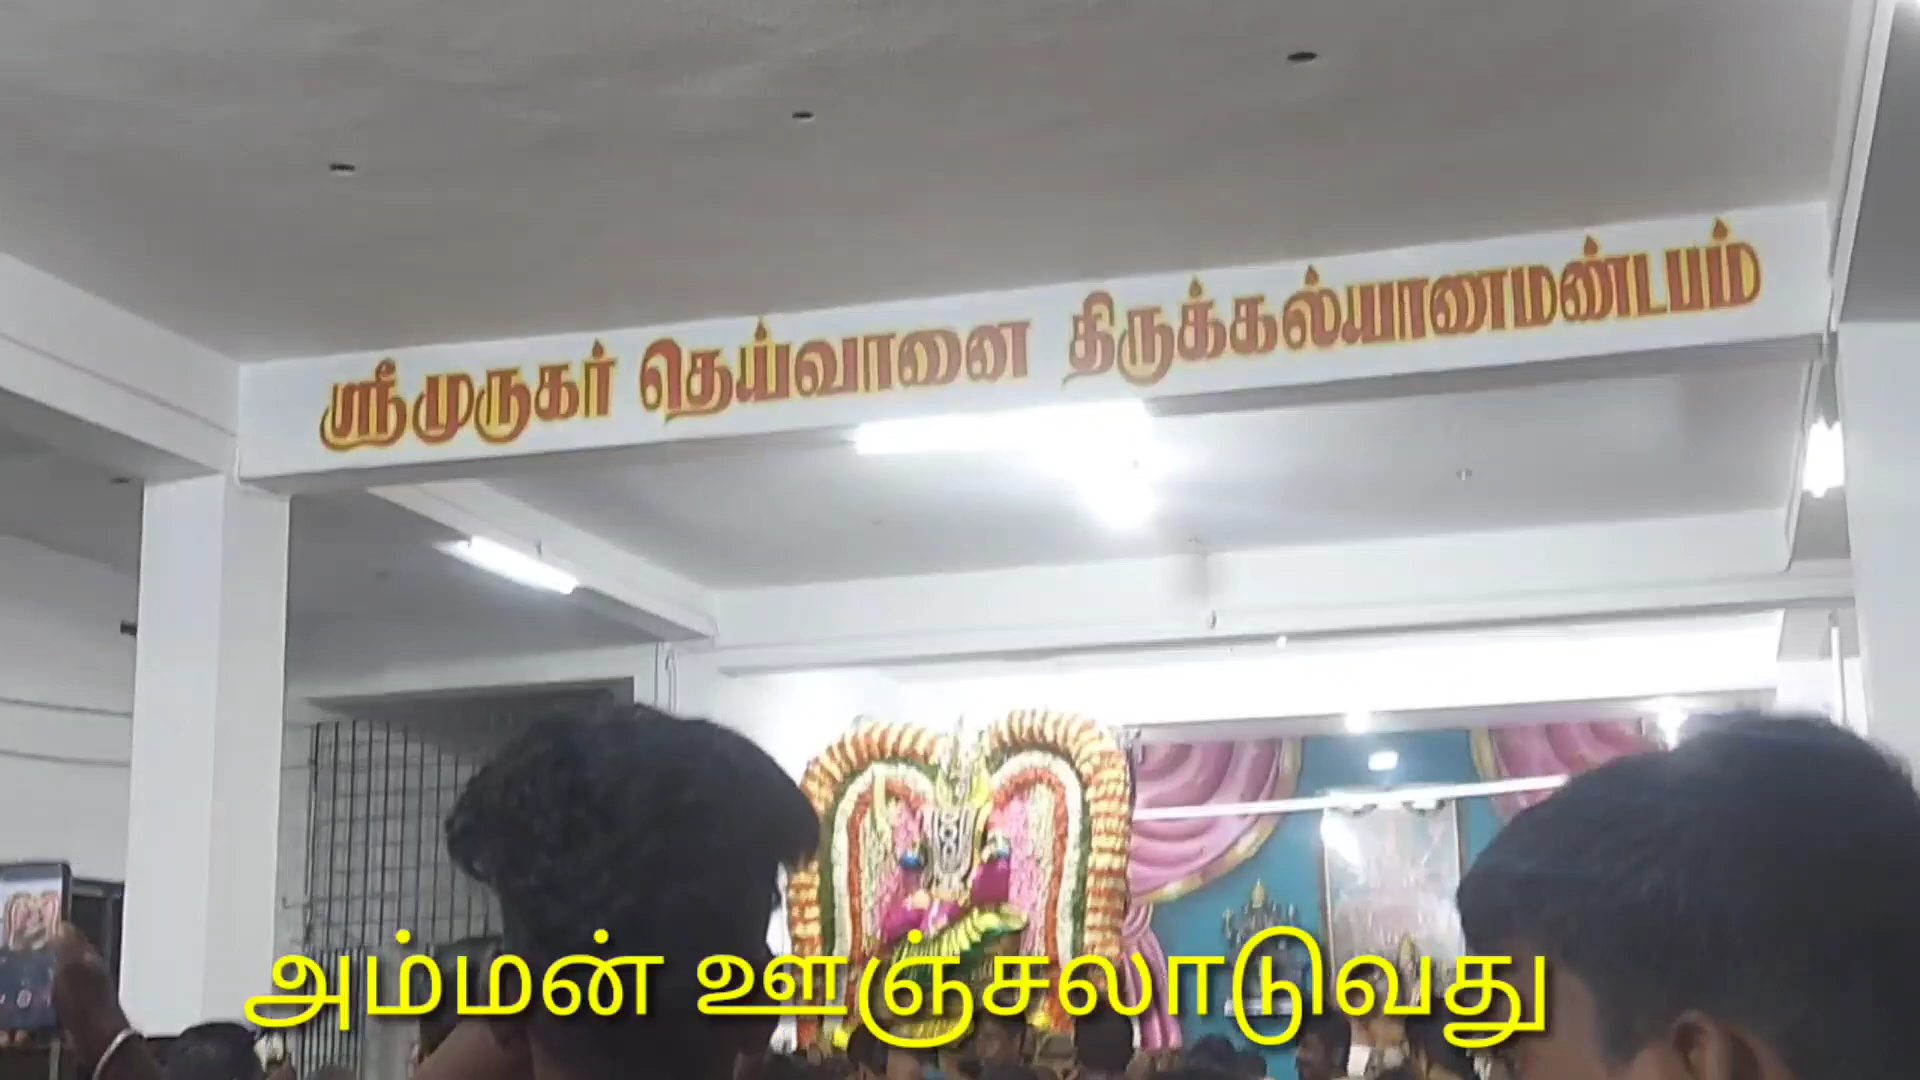 ஸ்ரீ முருகர் தெய்வானை திருக்கல்யாணமண்டபம்
அம்மன் ஊஞ்சலாடுவது